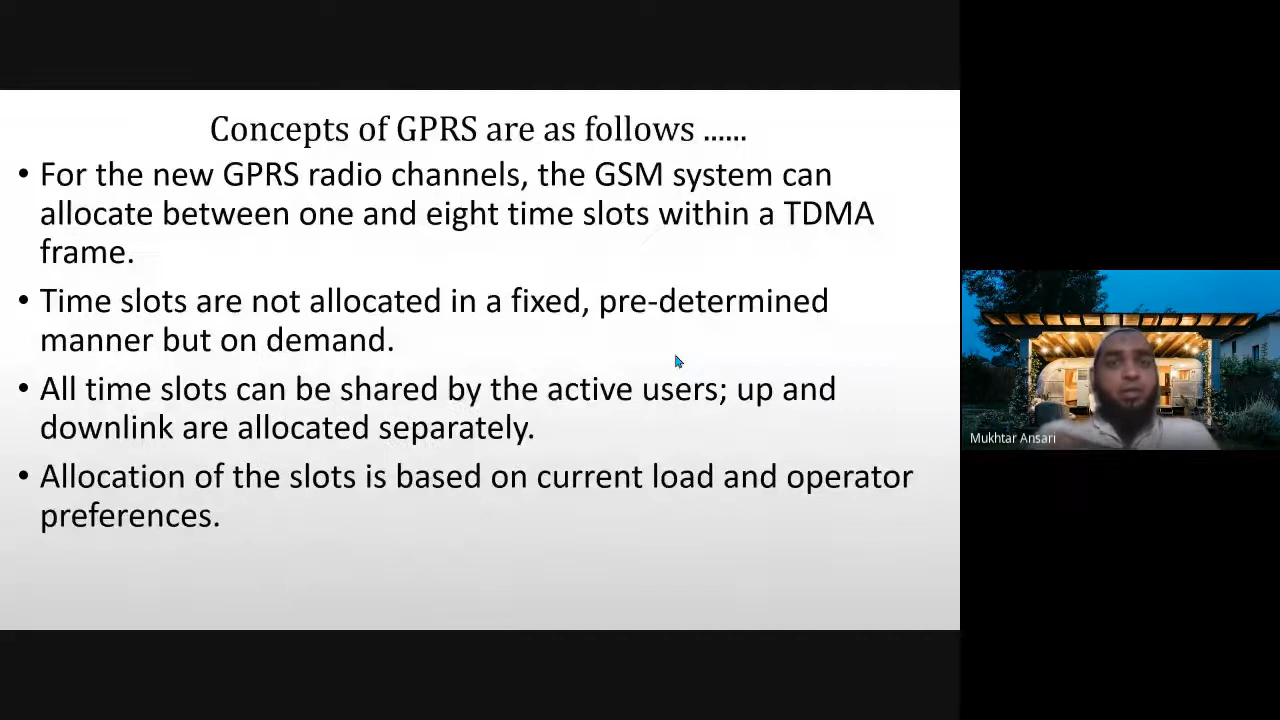 Concepts of GPRS are as follows ......
• For the new GPRS radio channels, the GSM system can
allocate between one and eight time slots within a TDMA
frame.
• Time slots are not allocated in a fixed, pre-determined
manner but on demand.
• All time slots can be shared by the active users; up and
downlink are allocated separately.
• Allocation of the slots is based on current load and operator
preferences.
Mukhtar Ansari